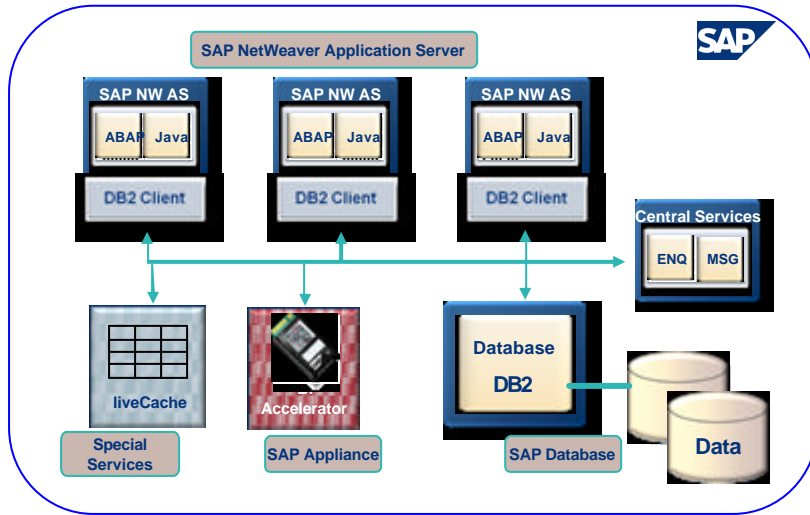 SAP NetWeaver Application Server
SAP
SAP NW AS
SAP NW AS
SAP NW AS
ABAP Java
ABAP Java
ABAP Java
DB2 Client
DB2 Client
DB2 Client
Central Services
ENQ MSG
liveCache
Accelerator
Database
DB2
Data
Special
Services
SAP Appliance
SAP Database